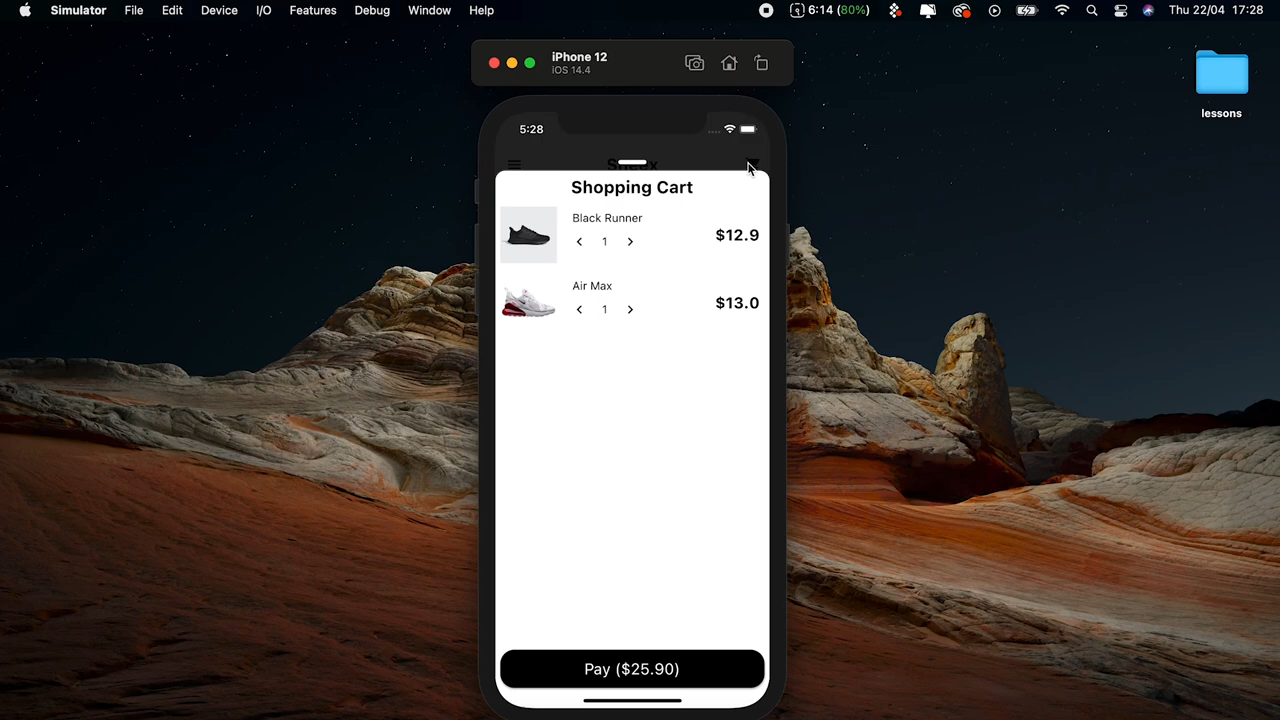 Simulator File Edit Device I/O Features Debug Window Help 6:14 (80%) Thu 22/04 17:28
iPhone 12
iOS 14.4
lessons
5:28
Shopping Cart
Black Runner
1
$12.9
Air Max
1
$13.0
Pay ($25.90)